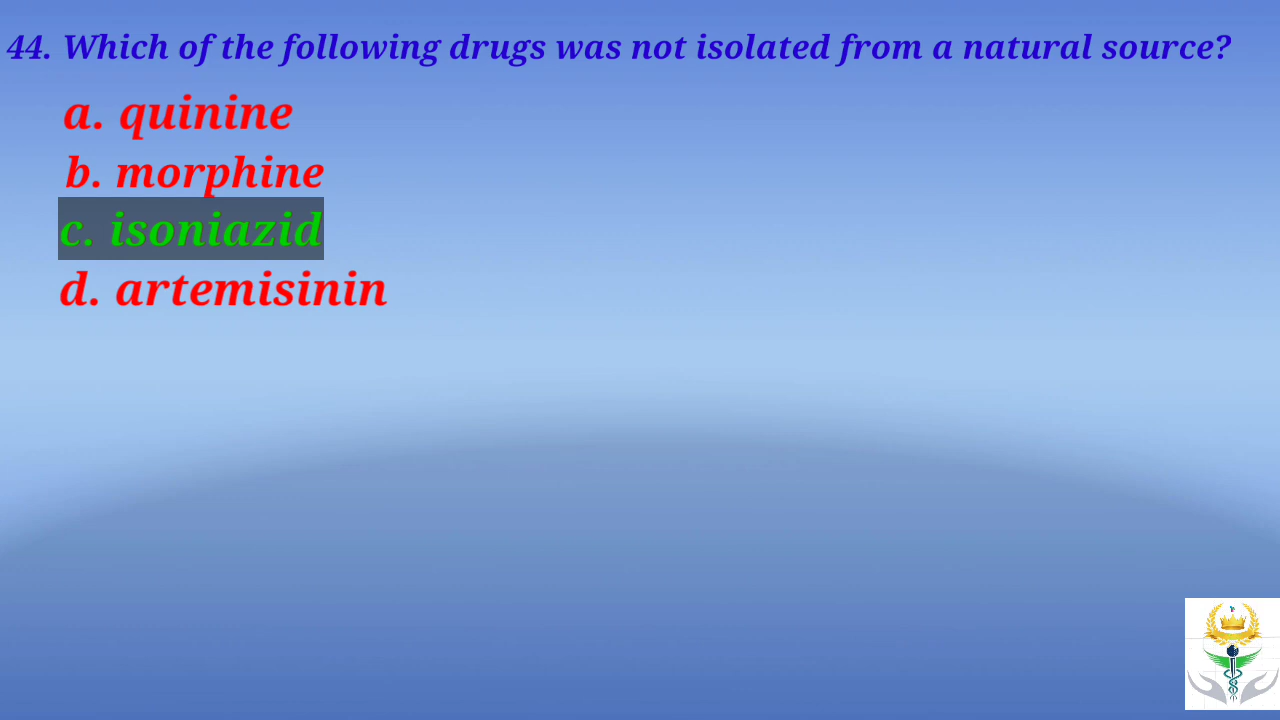 44. Which of the following drugs was not isolated from a natural source?
a. quinine
b. morphine
c. isoniazid
d. artemisinin